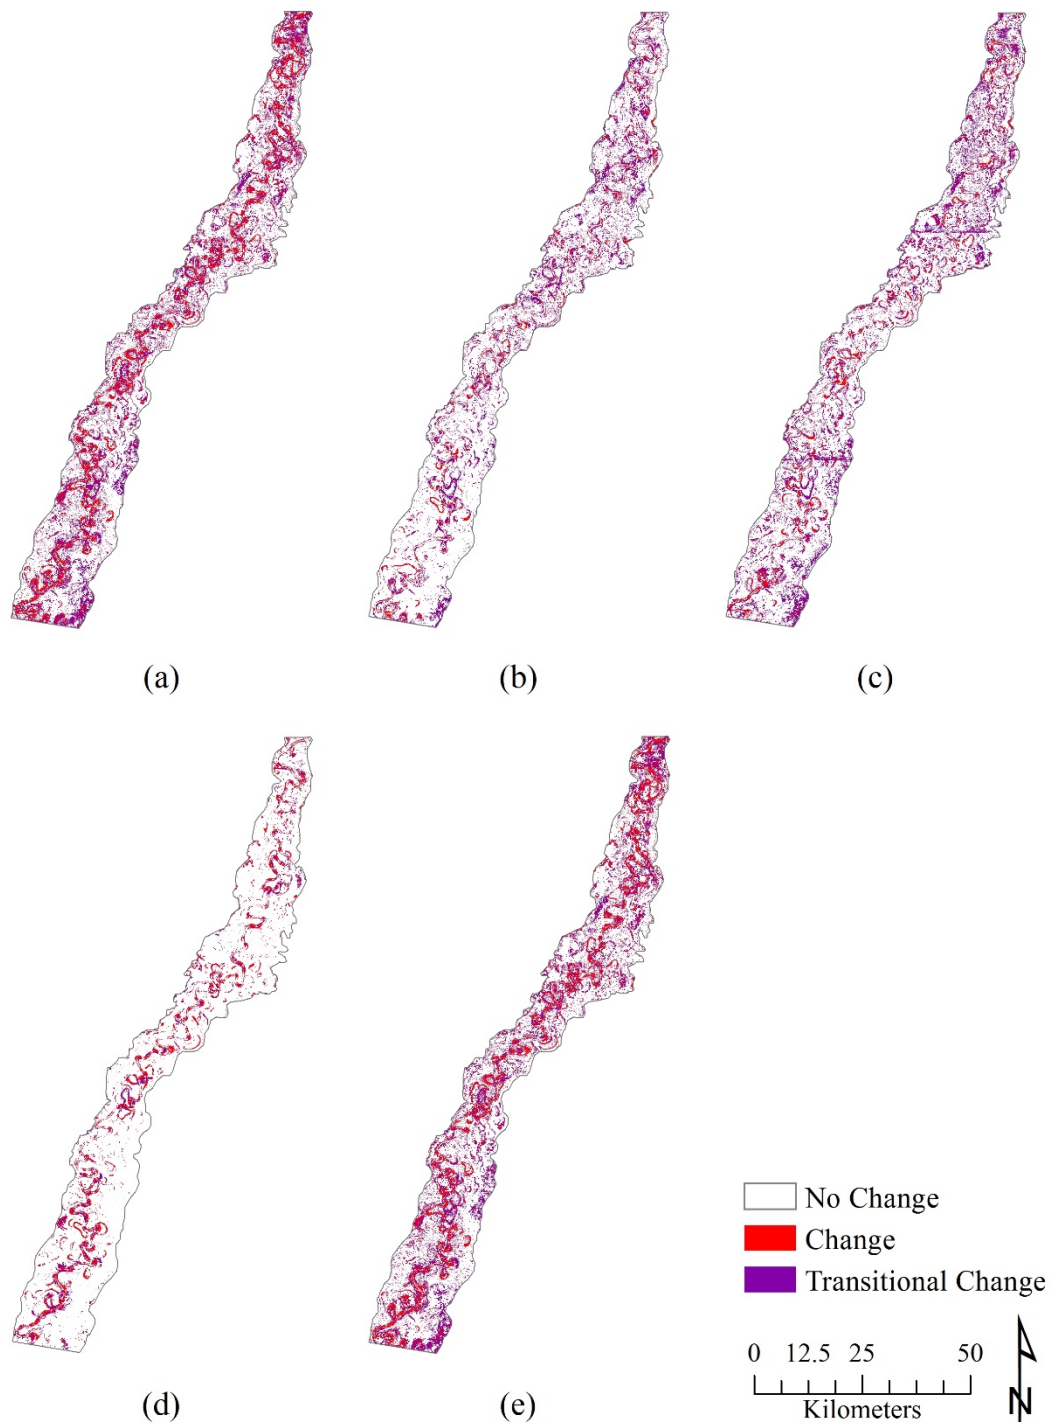 (a) (b) (c)
No Change
Change
Transitional Change
0 12.5 25 50
Kilometers
N
(d) (e)